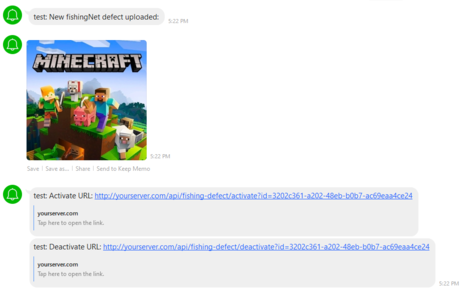 test: New fishingNet defect uploaded:
5:22 PM
MINECRAFT
5:22 PM
Save | Save as... | Share | Send to Keep Memo
test: Activate URL: http://yourserver.com/api/fishing-defect/activate?id=3202c361-a202-48eb-b0b7-ac69eaa4ce24
yourserver.com
Tap here to open the link.
test: Deactivate URL: http://yourserver.com/api/fishing-defect/deactivate?id=3202c361-a202-48eb-b0b7-ac69eaa4ce24
yourserver.com
Tap here to open the link.
5:22 PM